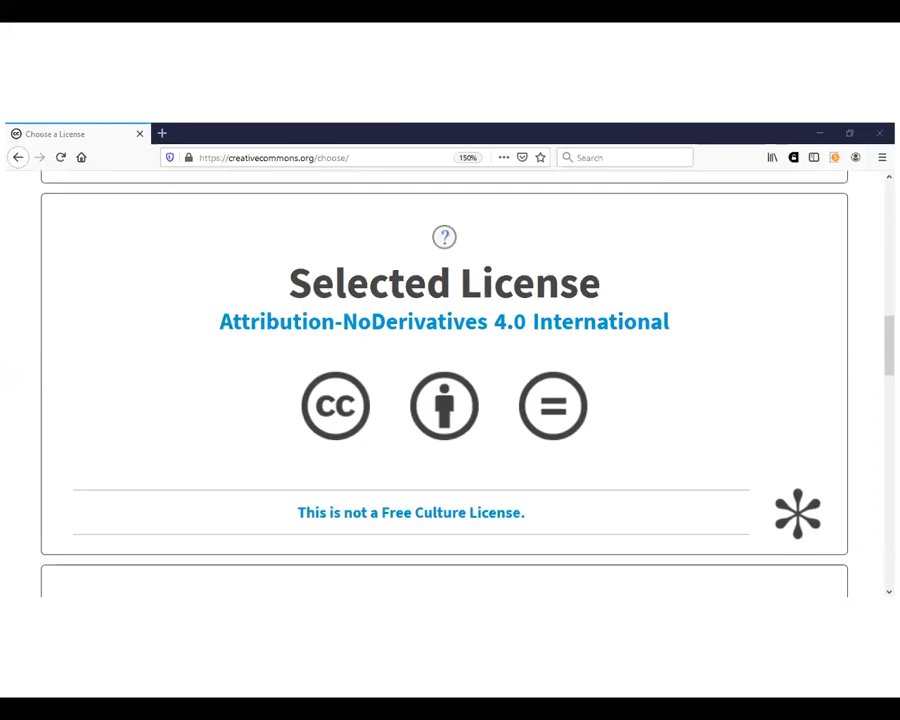 Choose a License
https://creativecommons.org/choose/
150%
Search
?
Selected License
Attribution-NoDerivatives 4.0 International
cc
=
This is not a Free Culture License.